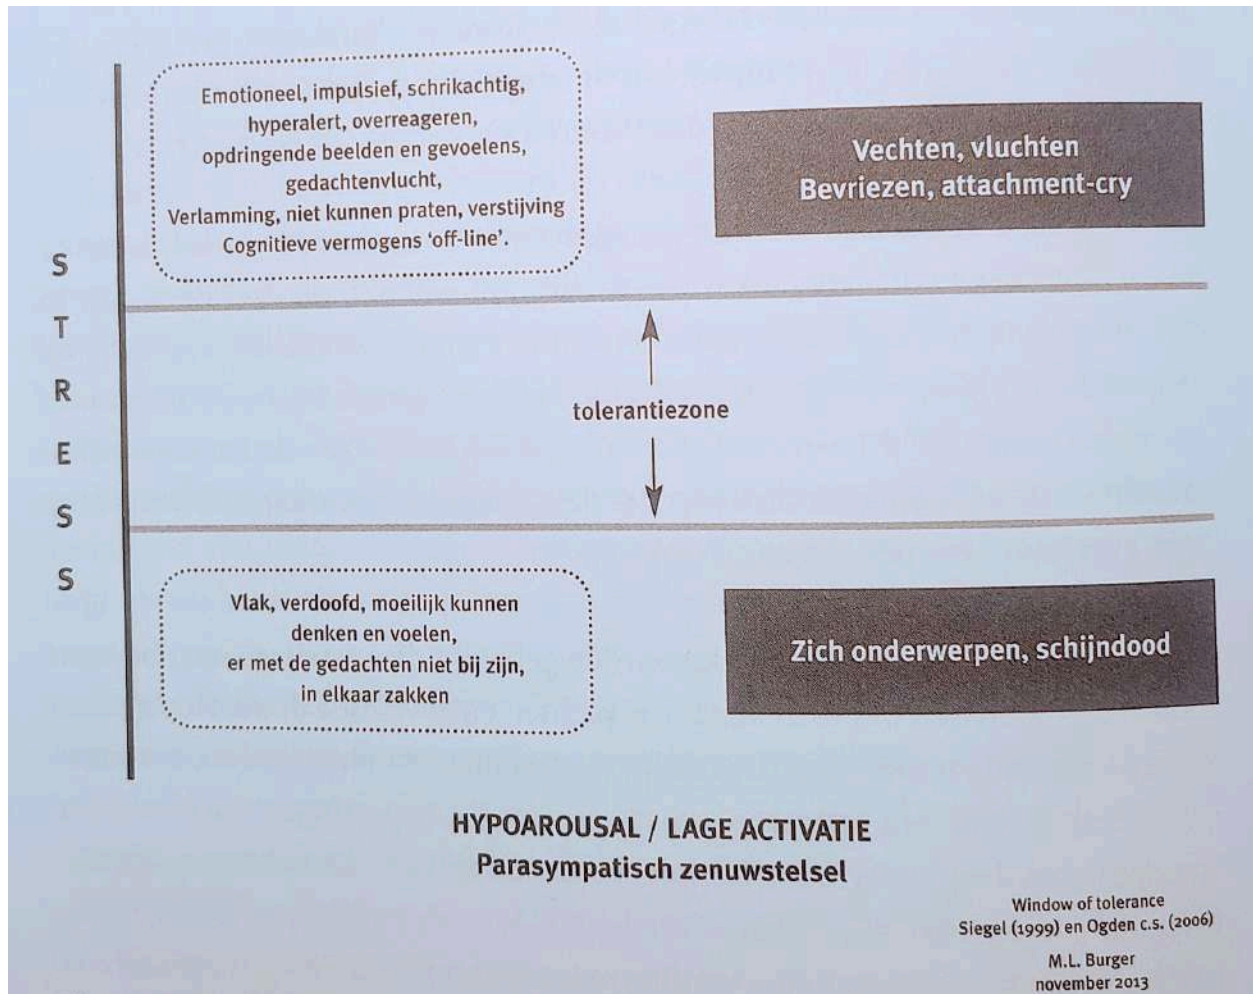 Emotioneel, impulsief, schrikachtig,
hyperalert, overreageren,
opdringende beelden en gevoelens,
gedachtenvlucht,
Verlamming, niet kunnen praten, verstijving
Cognitieve vermogens ‘off-line’.
Vechten, vluchten
Bevriezen, attachment-cry
STRESS
tolerantiezone
Vlak, verdoofd, moeilijk kunnen
denken en voelen,
er met de gedachten niet bij zijn,
in elkaar zakken
Zich onderwerpen, schijndood
HYPOAROUSAL / LAGE ACTIVATIE
Parasympatisch zenuwstelsel
Window of tolerance
Siegel (1999) en Ogden c.s. (2006)
M.L. Burger
november 2013